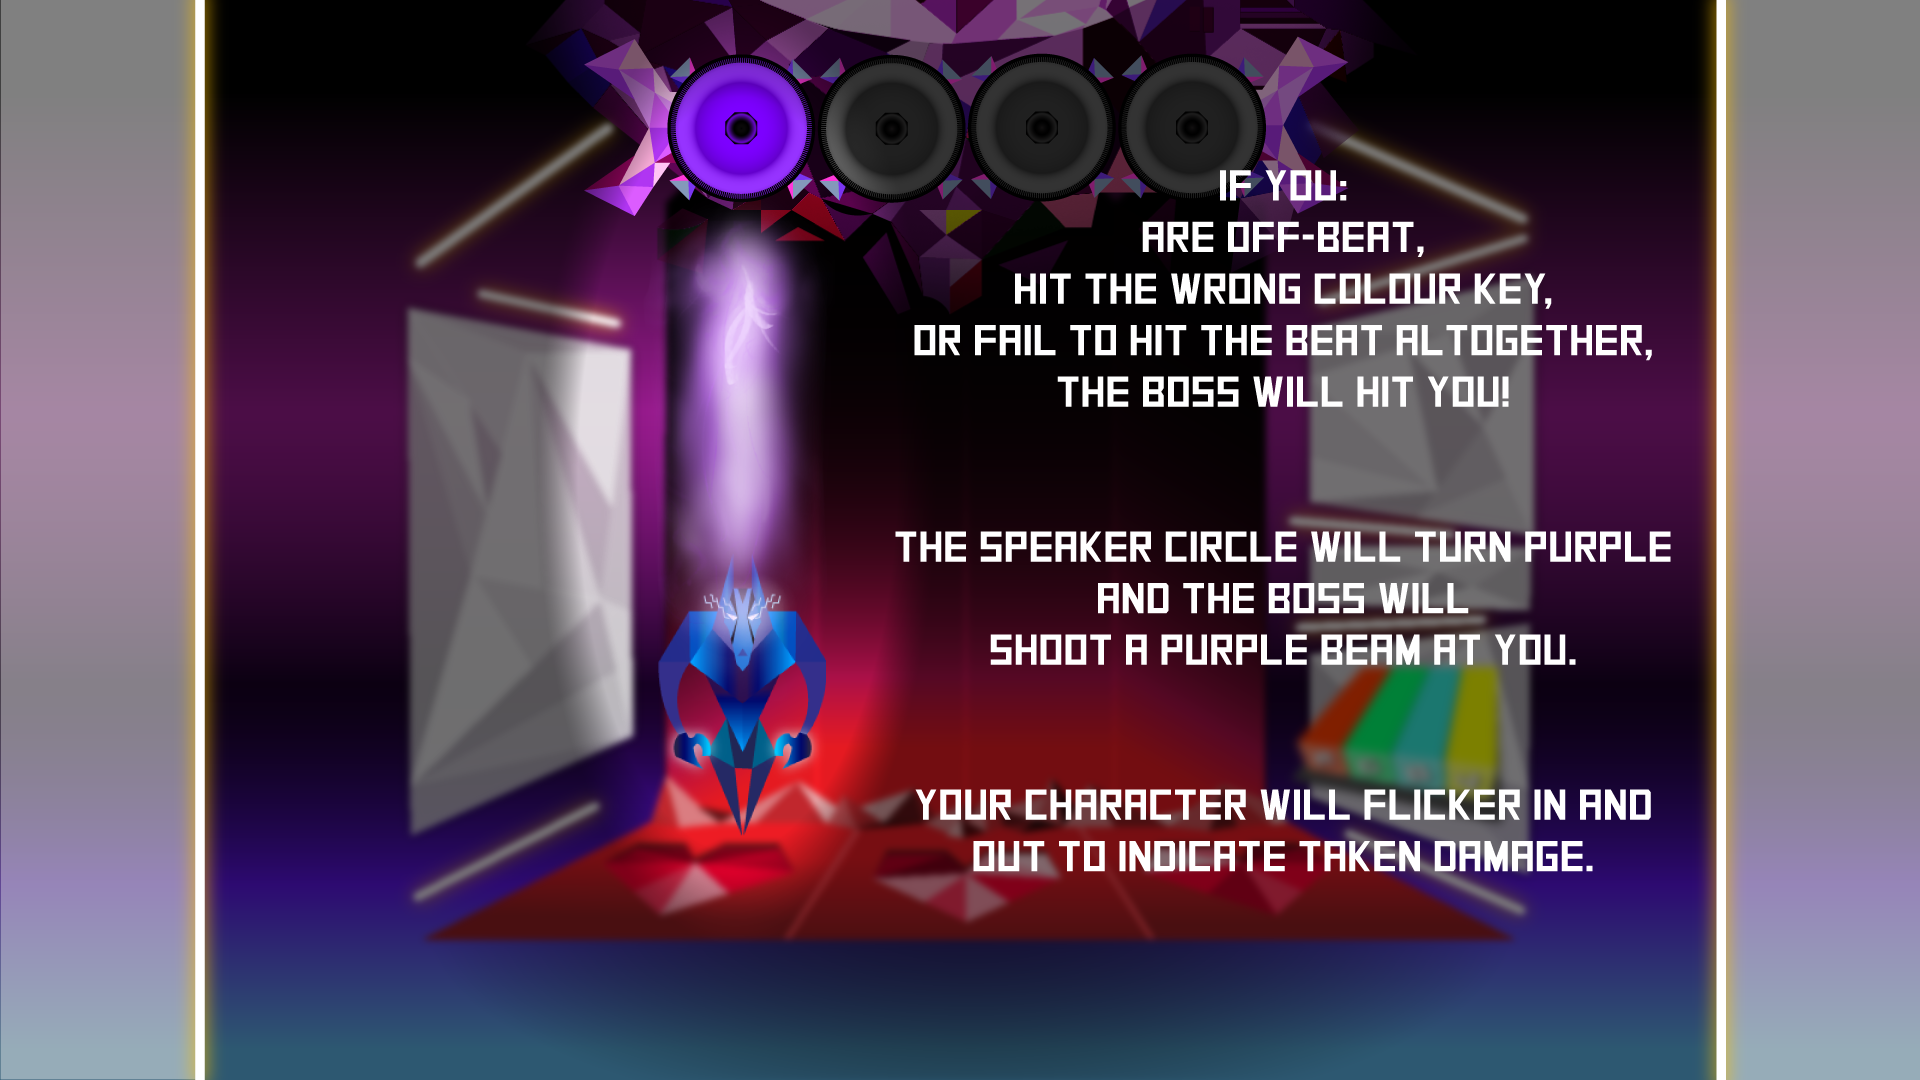 IF YOU:
ARE OFF-BEAT,
HIT THE WRONG COLOUR KEY,
OR FAIL TO HIT THE BEAT ALTOGETHER,
THE BOSS WILL HIT YOU!
THE SPEAKER CIRCLE WILL TURN PURPLE
AND THE BOSS WILL
SHOOT A PURPLE BEAM AT YOU.
YOUR CHARACTER WILL FLICKER IN AND
OUT TO INDICATE TAKEN DAMAGE.